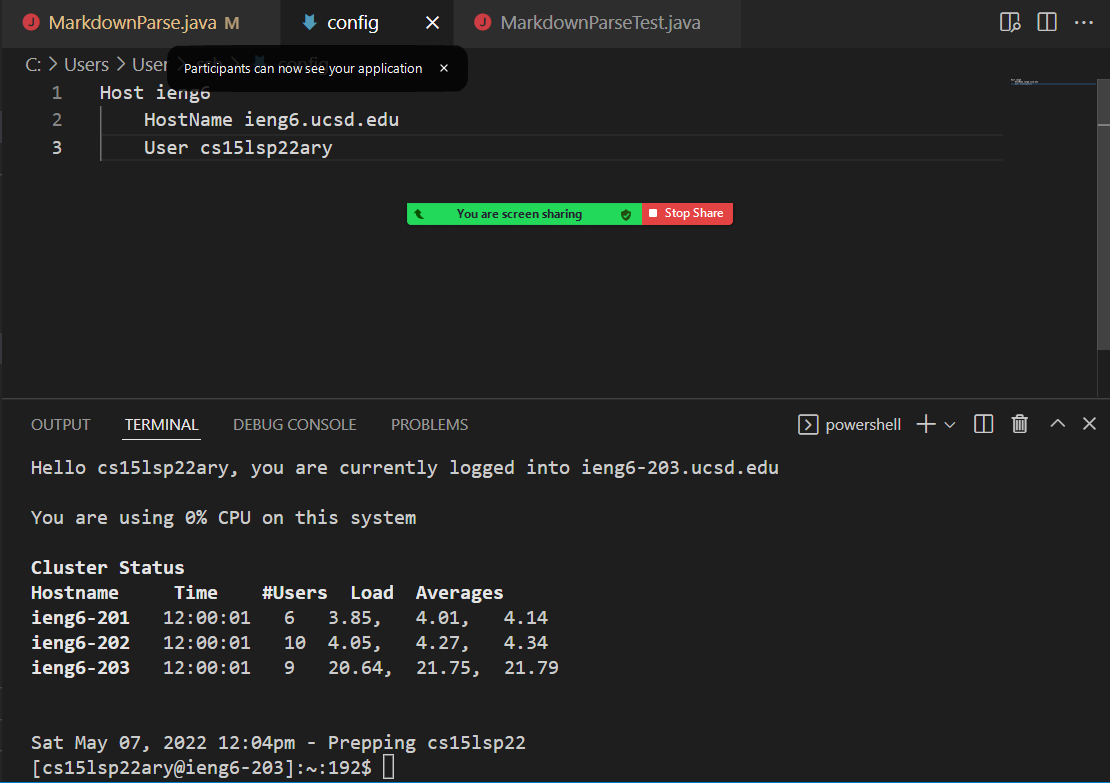 MarkdownParse.java M config MarkdownParseTest.java
C: > Users > User
Participants can now see your application
1 Host ieng6
2 HostName ieng6.ucsd.edu
3 User cs15lsp22ary
You are screen sharing Stop Share
OUTPUT TERMINAL DEBUG CONSOLE PROBLEMS powershell
Hello cs15lsp22ary, you are currently logged into ieng6-203.ucsd.edu
You are using 0% CPU on this system
Cluster Status
Hostname Time #Users Load Averages
ieng6-201 12:00:01 6 3.85, 4.01, 4.14
ieng6-202 12:00:01 10 4.05, 4.27, 4.34
ieng6-203 12:00:01 9 20.64, 21.75, 21.79
Sat May 07, 2022 12:04pm - Prepping cs15lsp22
[cs15lsp22ary@ieng6-203]:~:192$